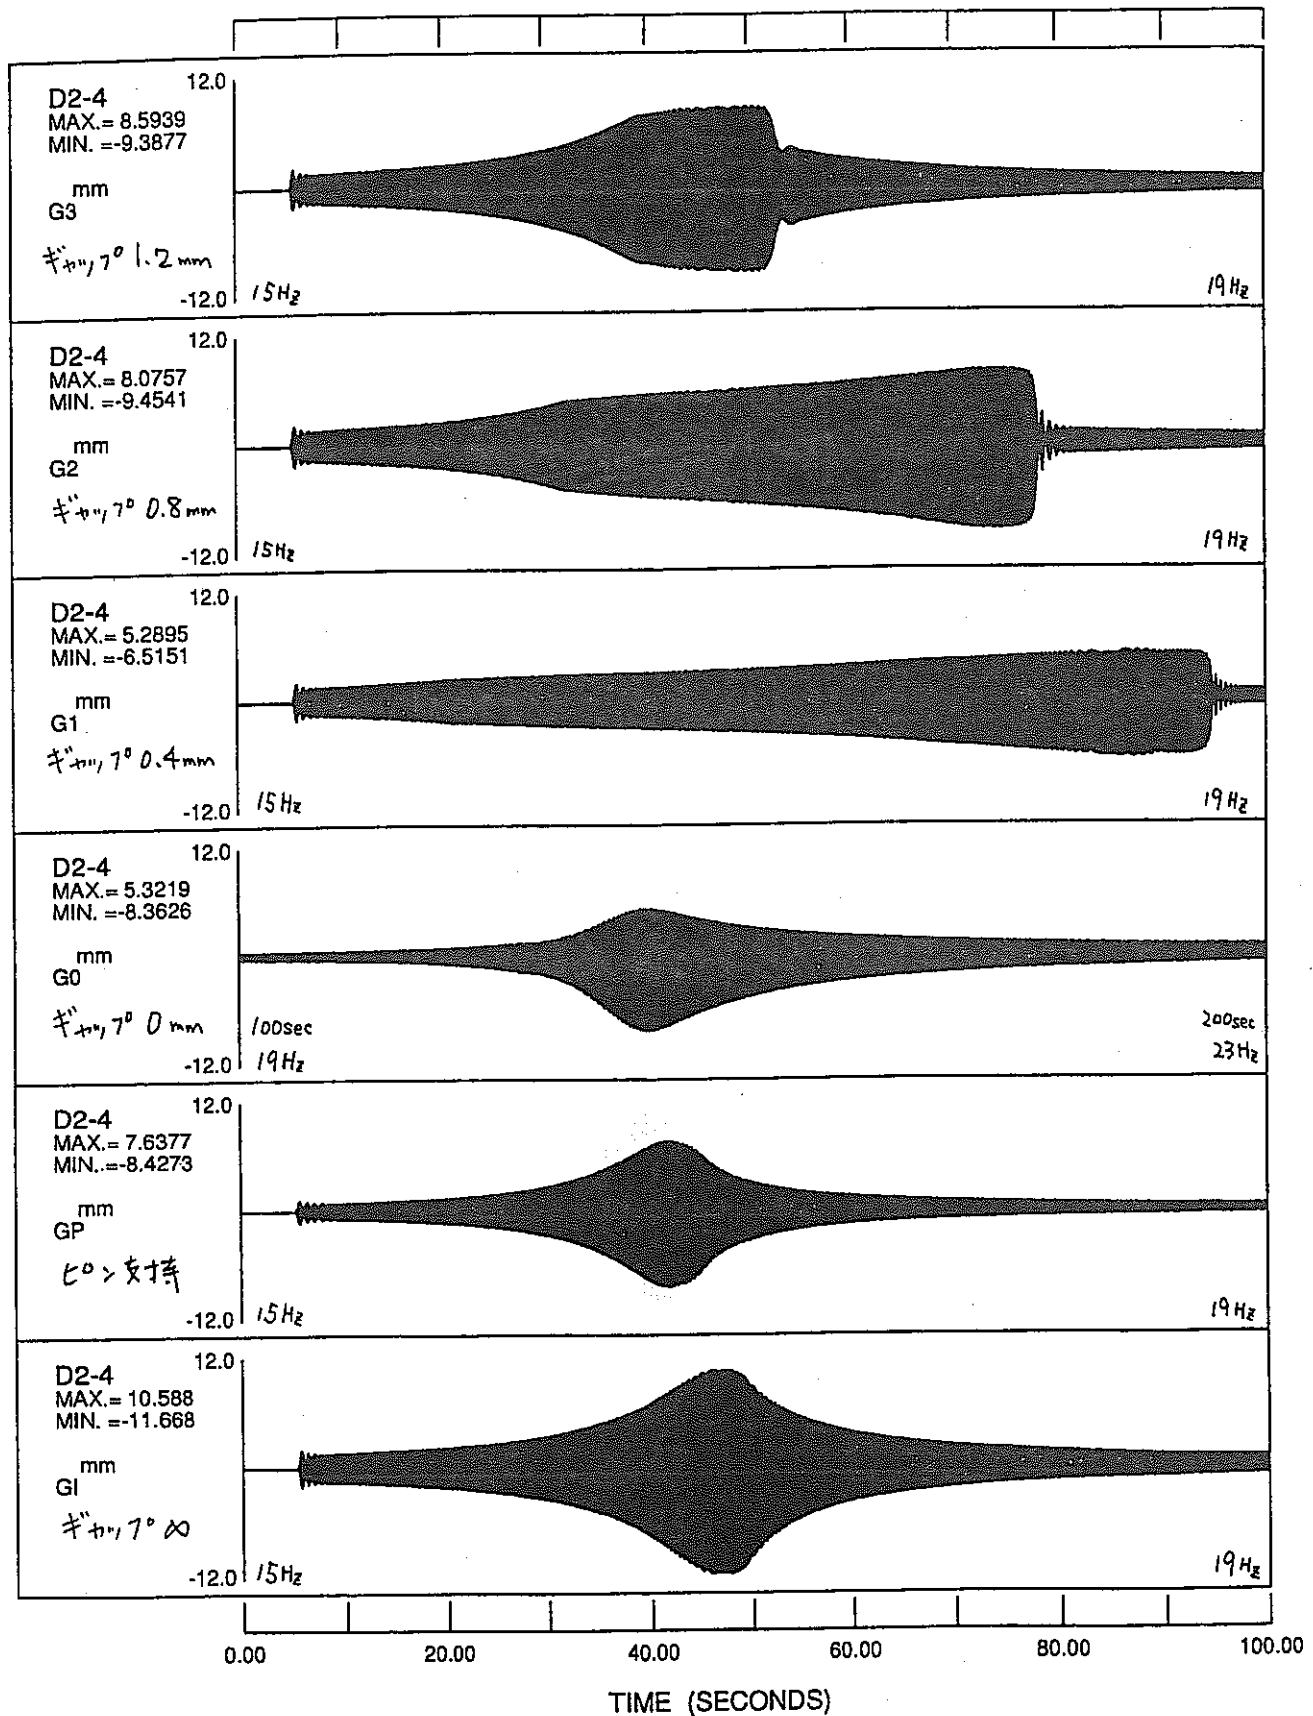 12.0
D2-4
MAX.= 8.5939
MIN. =-9.3877
mm
G3
ギャップ 1.2mm
-12.0
15Hz
19Hz
12.0
D2-4
MAX.= 8.0757
MIN. =-9.4541
mm
G2
ギャップ 0.8mm
-12.0
15Hz
19Hz
12.0
D2-4
MAX.= 5.2895
MIN. =-6.5151
mm
G1
ギャップ 0.4mm
-12.0
15Hz
19Hz
12.0
D2-4
MAX.= 5.3219
MIN. =-8.3626
mm
G0
ギャップ 0mm
100sec
200sec
-12.0
19Hz
23Hz
12.0
D2-4
MAX.= 7.6377
MIN. =-8.4273
mm
GP
ピン支持
-12.0
15Hz
19Hz
12.0
D2-4
MAX.= 10.588
MIN. =-11.668
mm
GI
ギャップ ∞
-12.0
15Hz
19Hz
0.00 20.00 40.00 60.00 80.00 100.00
TIME (SECONDS)